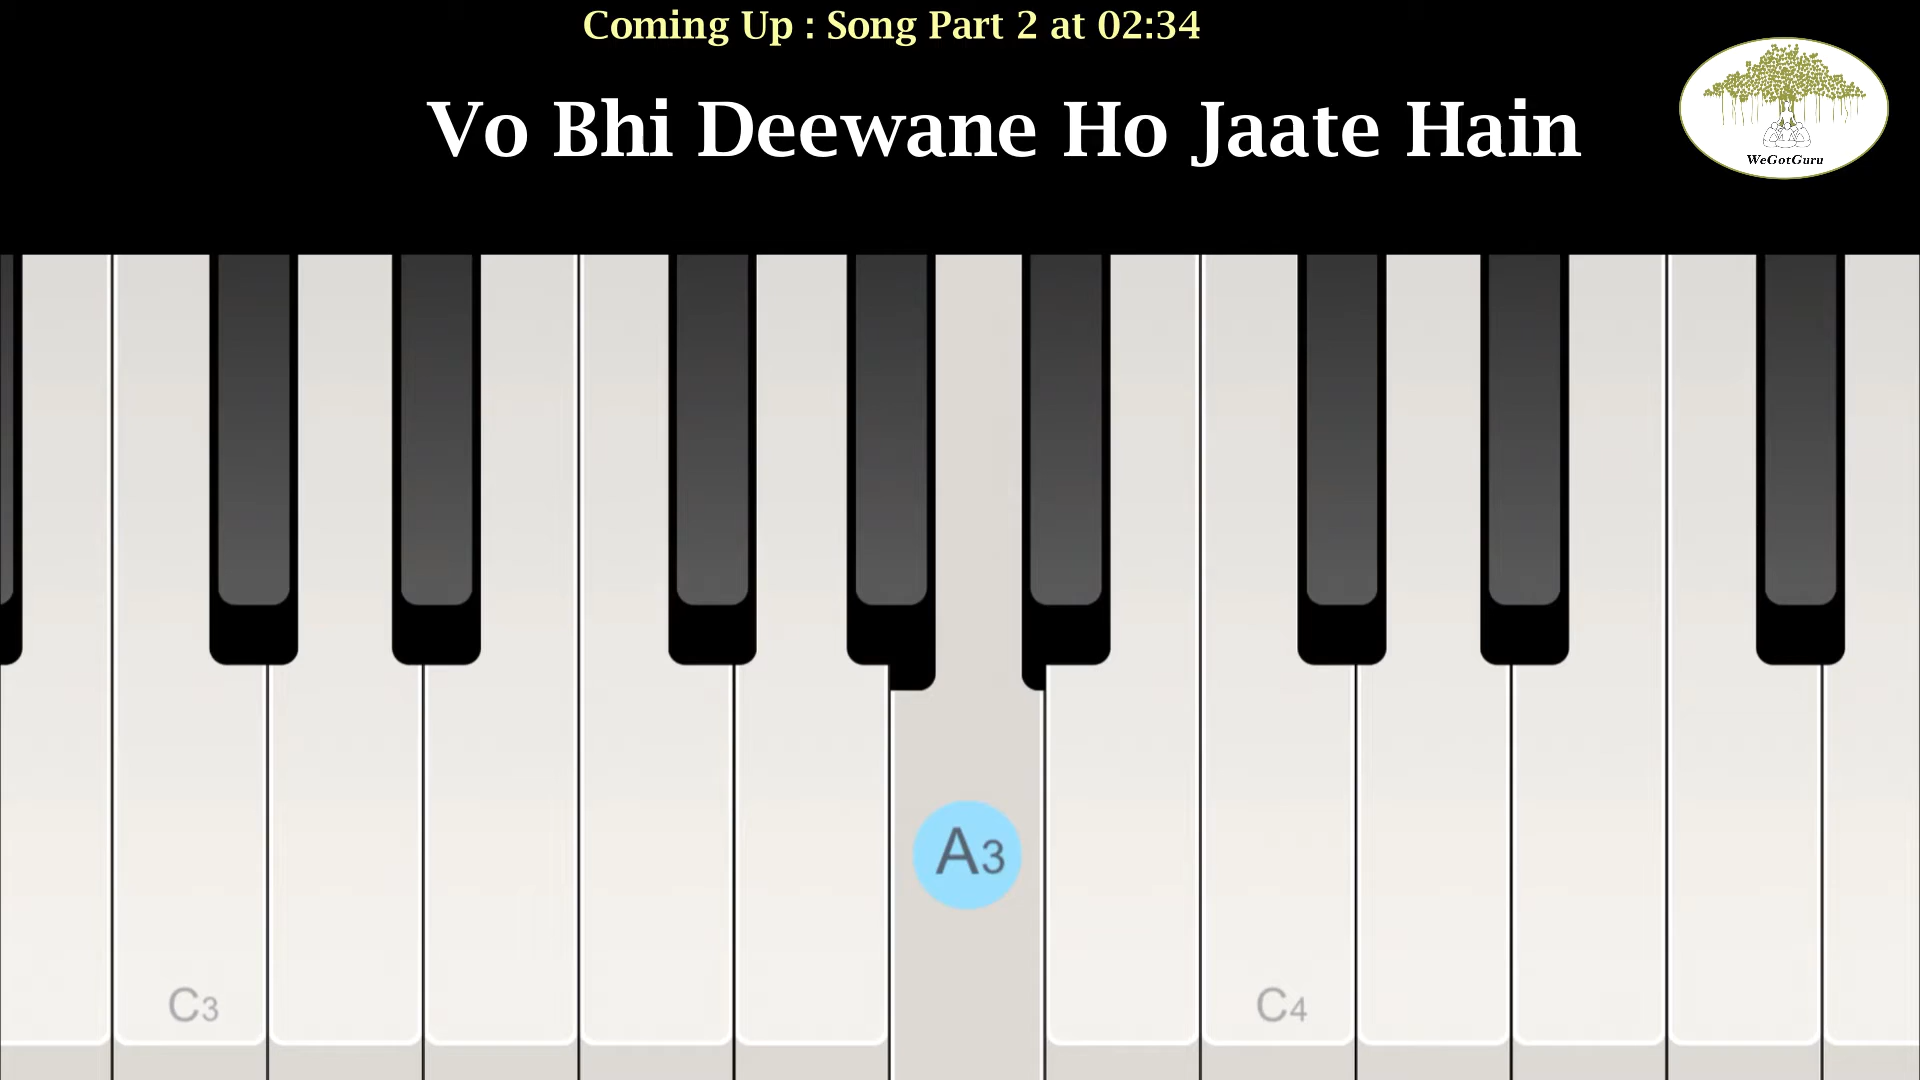 Coming Up : Song Part 2 at 02:34
Vo Bhi Deewane Ho Jaate Hain
WeGotGuru
A3
C3
C4